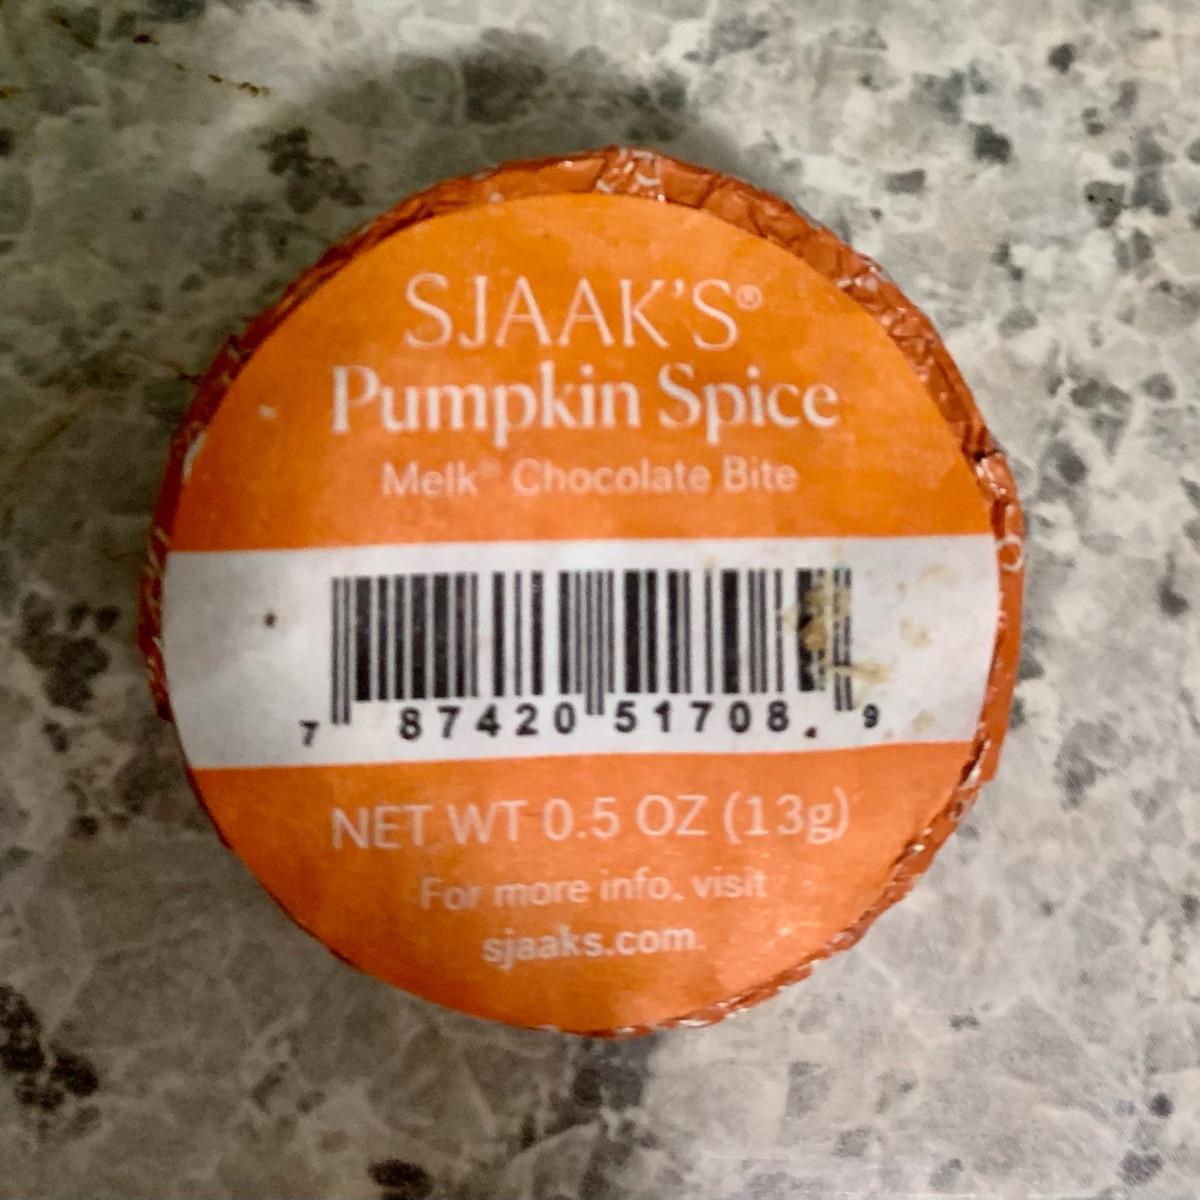 SJAAK'S®
Pumpkin Spice
Melk® Chocolate Bite
7 87420 51708 9
NET WT 0.5 OZ (13g)
For more info. visit
sjaaks.com